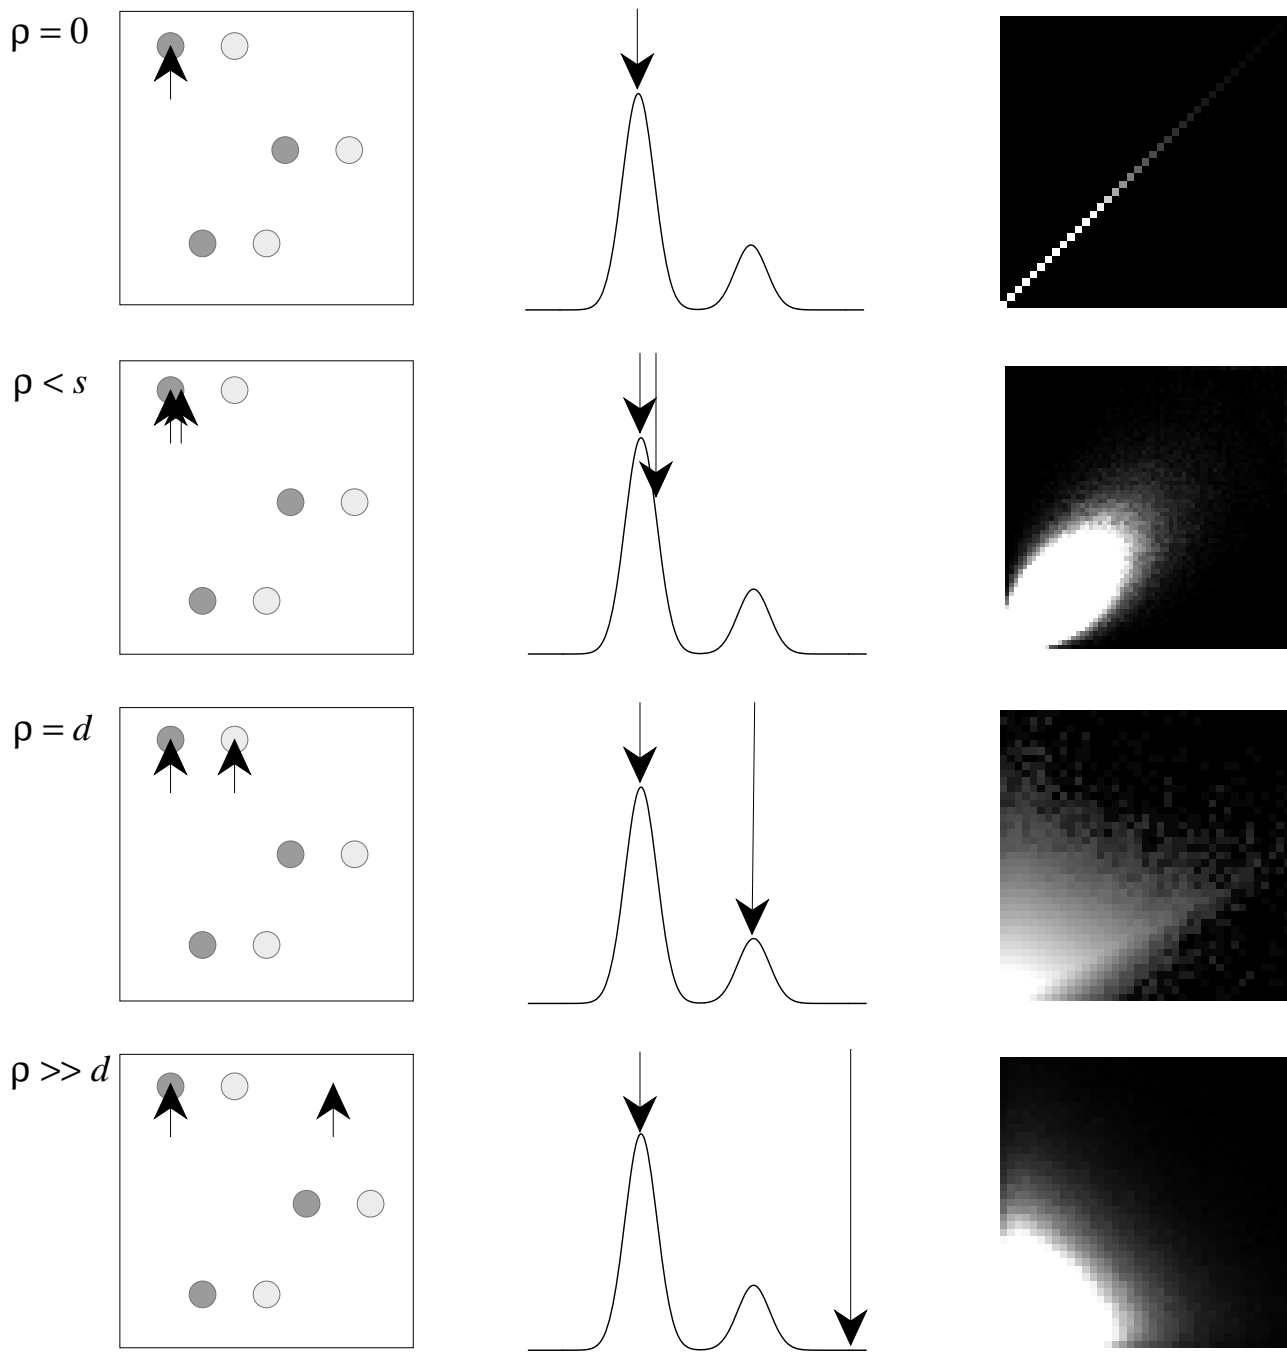 ρ = 0
ρ < s
ρ = d
ρ >> d